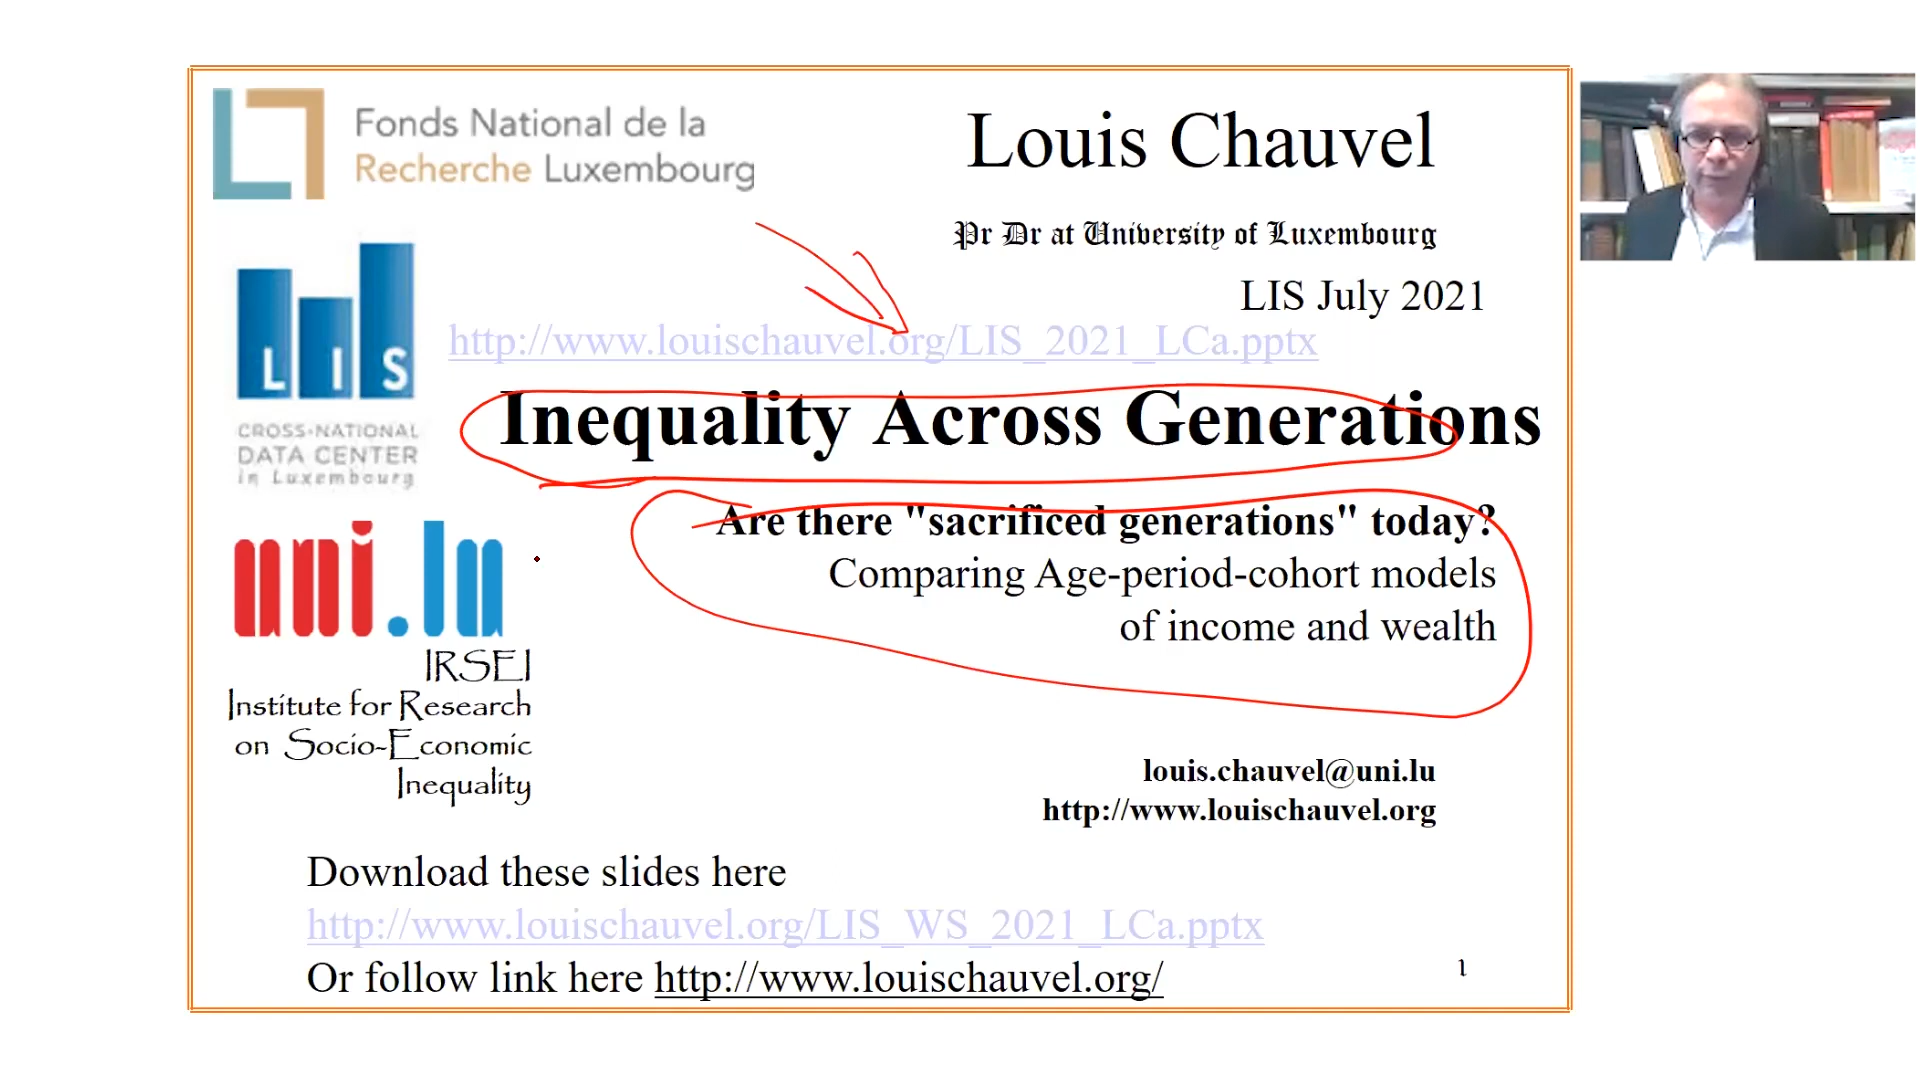 Fonds National de la
Recherche Luxembourg
Louis Chauvel
Pr Dr at University of Luxembourg
LIS July 2021
http://www.louischauvel.org/LIS_2021_LCa.pptx
LIS
CROSS-NATIONAL
DATA CENTER
in Luxembourg
Inequality Across Generations
Are there "sacrificed generations" today?
Comparing Age-period-cohort models
of income and wealth
uni.lu
IRSEI
Institute for Research
on Socio-Economic
Inequality
louis.chauvel@uni.lu
http://www.louischauvel.org
Download these slides here
http://www.louischauvel.org/LIS_WS_2021_LCa.pptx
Or follow link here http://www.louischauvel.org/
1